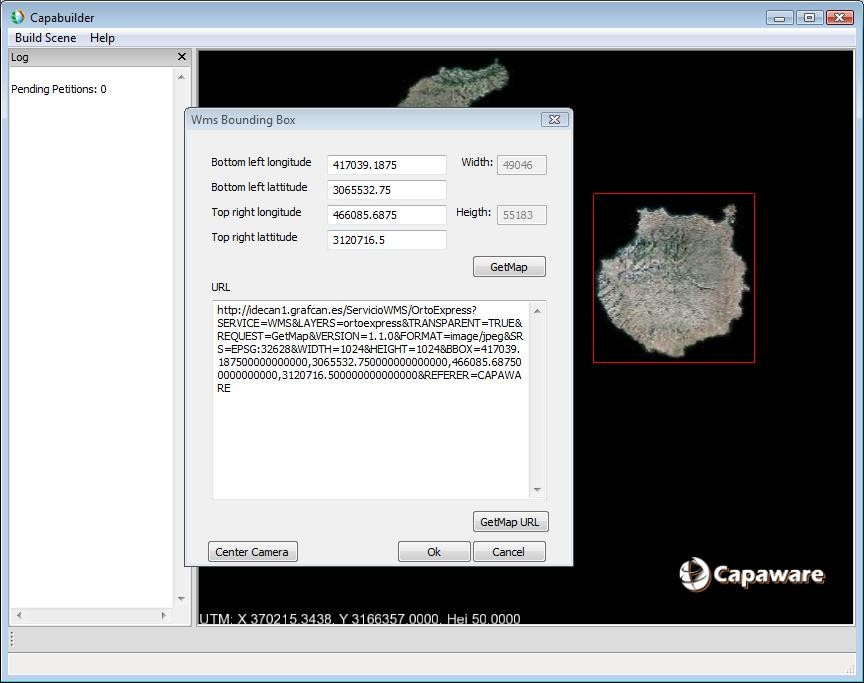 Capabuilder
Build Scene Help
Log
Pending Petitions: 0
Wms Bounding Box
Bottom left longitude 417039.1875 Width: 49046
Bottom left lattitude 3065532.75
Top right longitude 466085.6875 Heigth: 55183
Top right lattitude 3120716.5
GetMap
URL
http://idecan1.grafcan.es/ServicioWMS/OrtoExpress?
SERVICE=WMS&LAYERS=ortoexpress&TRANSPARENT=TRUE&
REQUEST=GetMap&VERSION=1.1.0&FORMAT=image/jpeg&SR
S=EPSG:32628&WIDTH=1024&HEIGHT=1024&BBOX=417039.
187500000000000,3065532.750000000000000,466085.68750
0000000000,3120716.500000000000000&REFERER=CAPAWA
RE
GetMap URL
Center Camera Ok Cancel
Capaware
UTM: X 370215.3438, Y 3166357.0000, Hei 50.0000